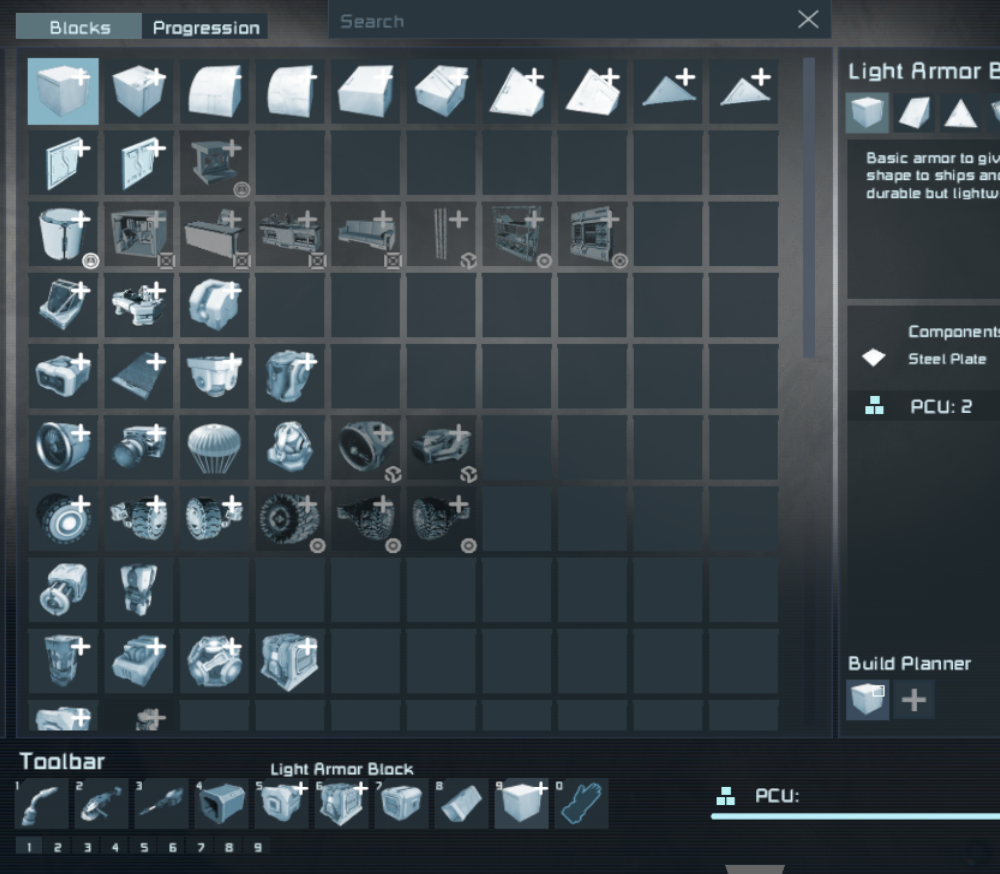 Blocks Progression Search
Light Armor B
Basic armor to giv
shape to ships and
durable but lightw
Components
Steel Plate
PCU: 2
Build Planner
Toolbar
Light Armor Block
1 2 3 4 5 6 7 8 9 0
PCU:
1 2 3 4 5 6 7 8 9